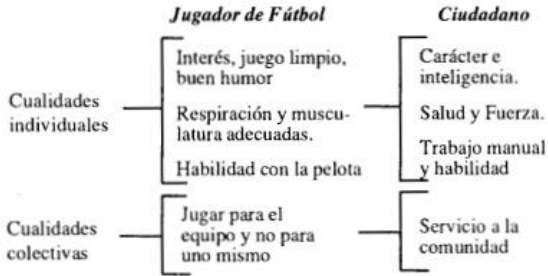 Jugador de Fútbol
Ciudadano
Cualidades
individuales
Interés, juego limpio,
buen humor
Respiración y muscu-
latura adecuadas.
Habilidad con la pelota
Carácter e
inteligencia.
Salud y Fuerza.
Trabajo manual
y habilidad
Cualidades
colectivas
Jugar para el
equipo y no para
uno mismo
Servicio a la
comunidad